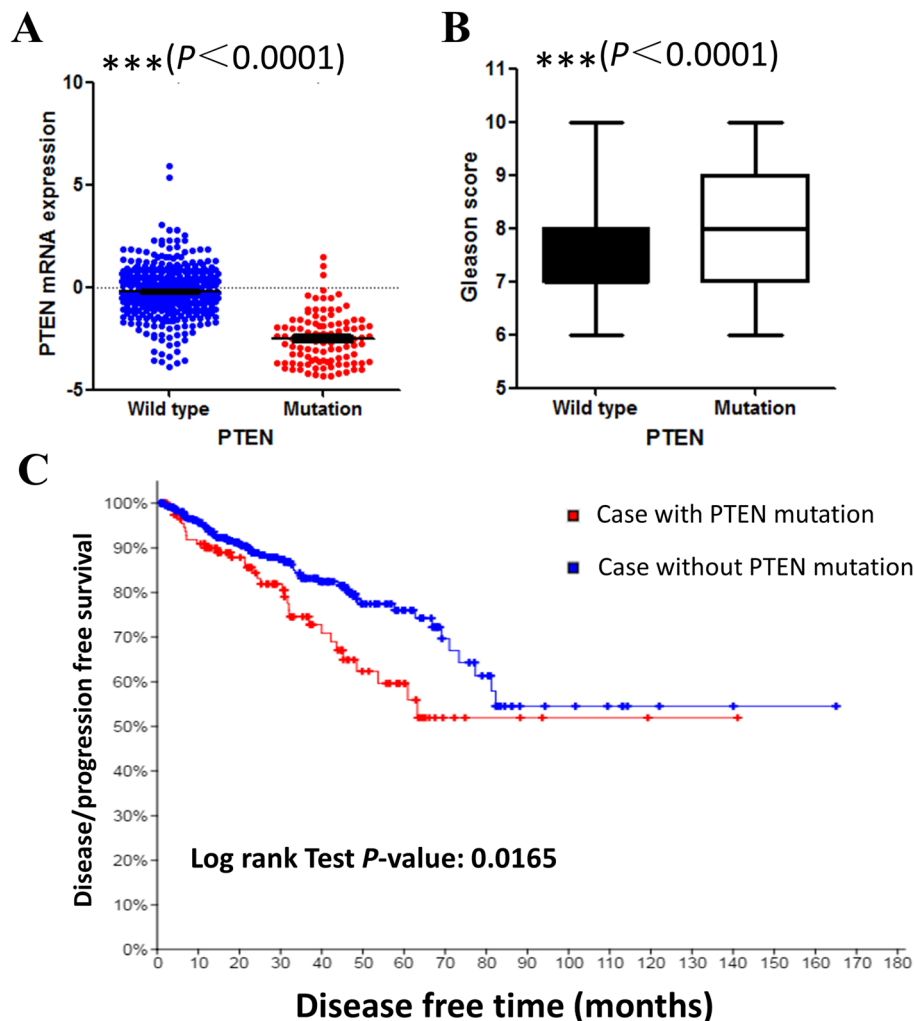 A
***(P<0.0001)
PTEN mRNA expression
10
5
0
-5
Wild type Mutation
PTEN
B
***(P<0.0001)
Gleason score
11
10
9
8
7
6
5
Wild type Mutation
PTEN
C
Disease/progression free survival
100%
90%
80%
70%
60%
50%
40%
30%
20%
10%
0%
Case with PTEN mutation
Case without PTEN mutation
Log rank Test P-value: 0.0165
0 10 20 30 40 50 60 70 80 90 100 110 120 130 140 150 160 170 180
Disease free time (months)